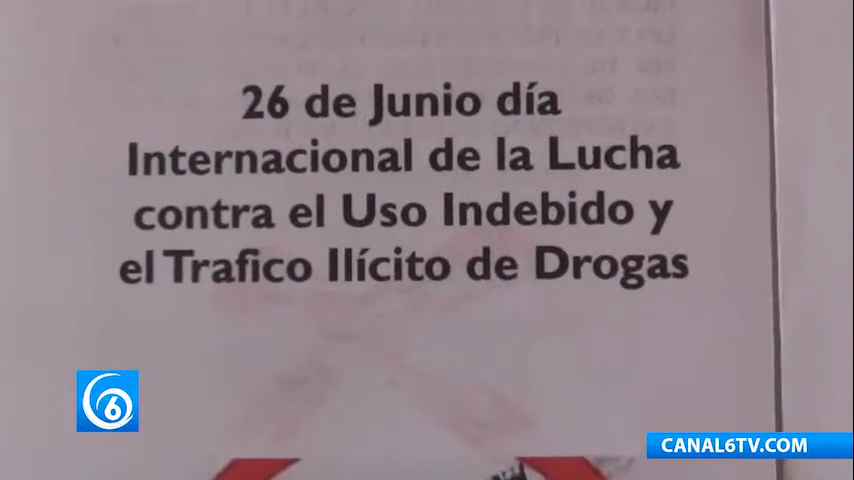 26 de Junio día
Internacional de la Lucha
contra el Uso Indebido y
el Trafico Ilícito de Drogas
6
CANAL6TV.COM